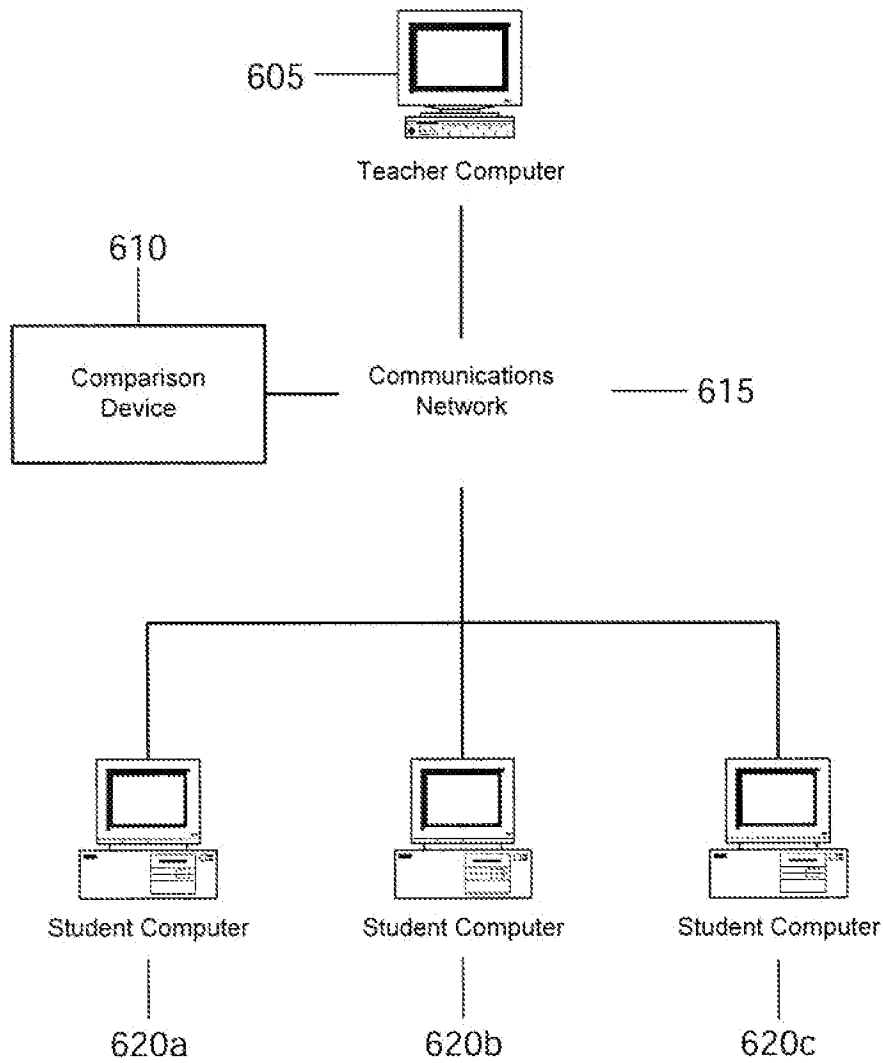 605
Teacher Computer
610
Comparison
Device
Communications
Network
615
Student Computer
Student Computer
Student Computer
620a
620b
620c